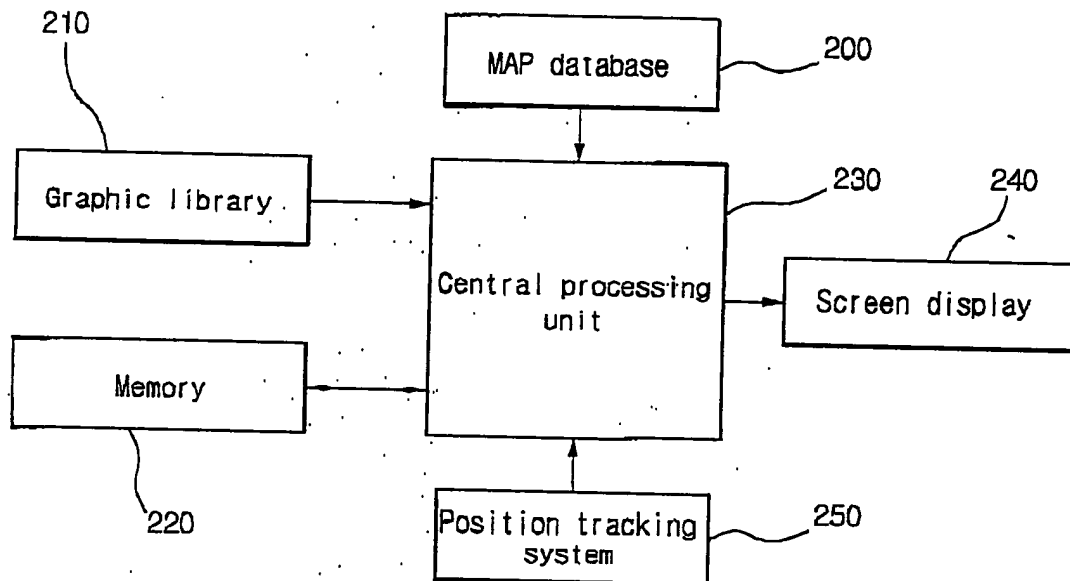 210
MAP database
200
Graphic library
230
240
Central processing
unit
Screen display
Memory
220
Position tracking
system
250